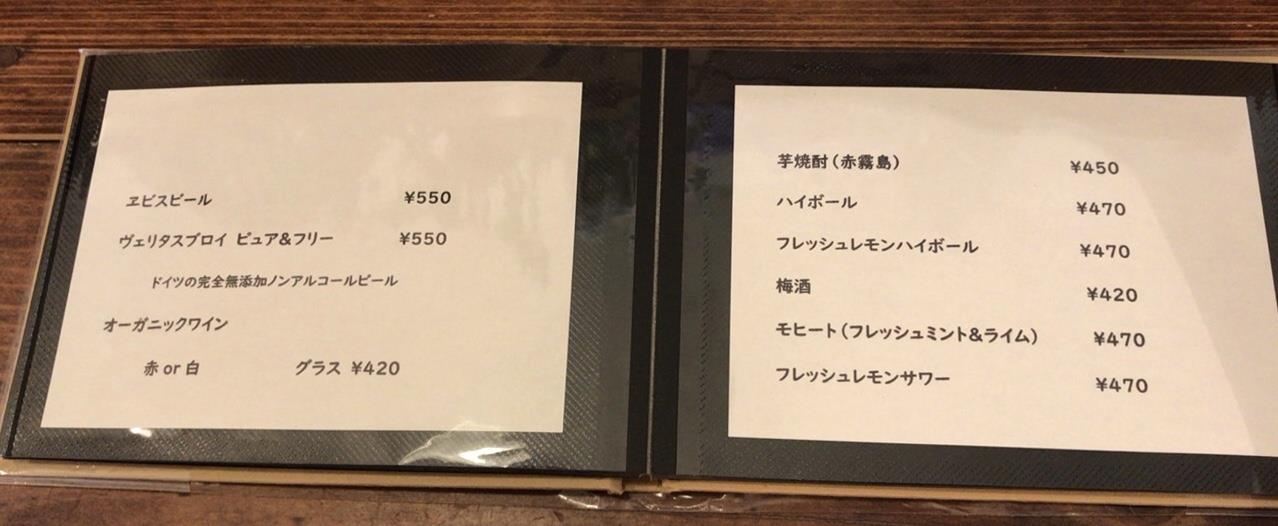 ヱビスビール ¥550
ヴェリタスブロイ ピュア&フリー ¥550
ドイツの完全無添加ノンアルコールビール
オーガニックワイン
赤 or 白 グラス ¥420
芋焼酎(赤霧島) ¥450
ハイボール ¥470
フレッシュレモンハイボール ¥470
梅酒 ¥420
モヒート(フレッシュミント&ライム) ¥470
フレッシュレモンサワー ¥470